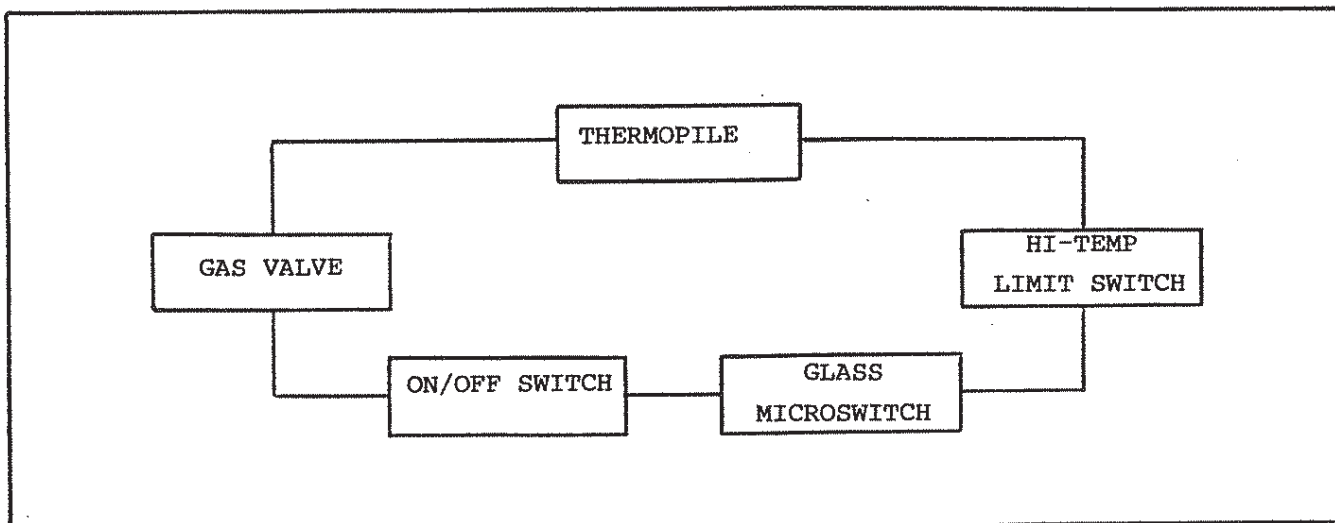 THERMOPILE
GAS VALVE
HI-TEMP
LIMIT SWITCH
ON/OFF SWITCH
GLASS
MICROSWITCH